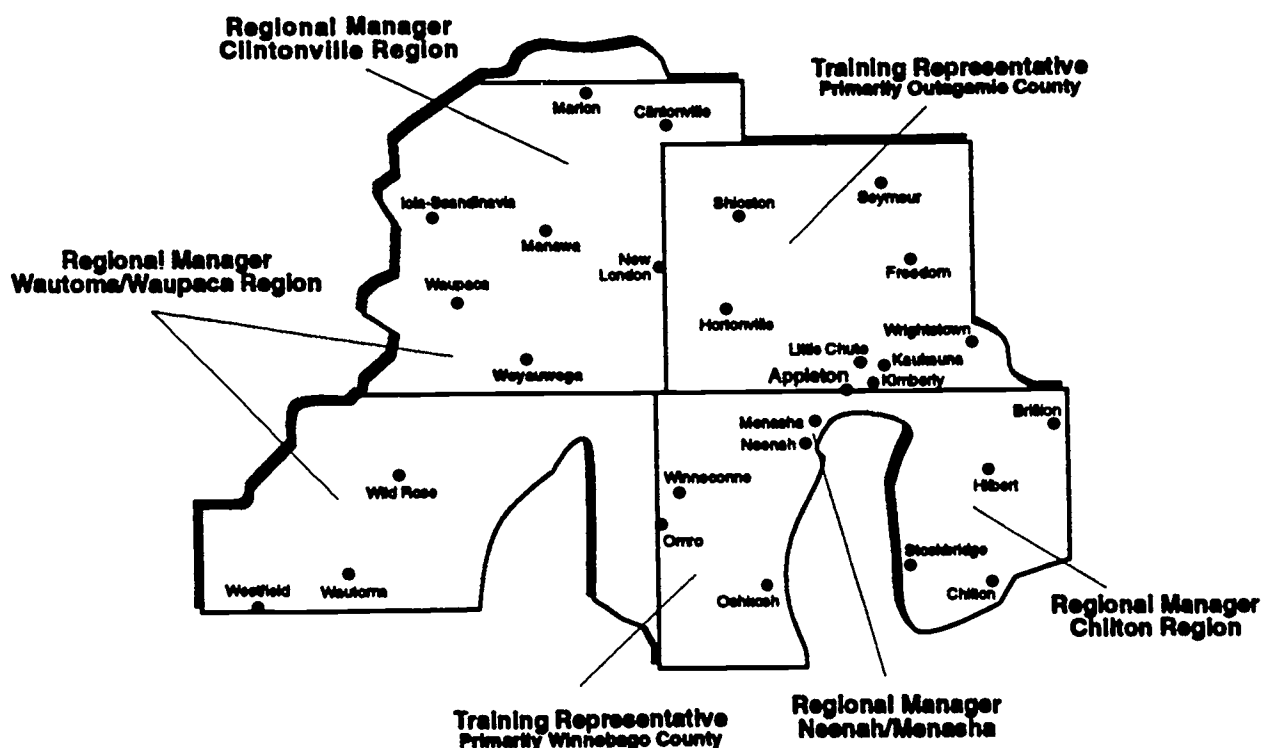 Regional Manager
Clintonville Region
Training Representative
Primarily Outagamie County
Marion
Clintonville
Seymour
Iola-Scandinavia
Shiocton
Manawa
New
London
Freedom
Regional Manager
Wautoma/Waupaca Region
Waupaca
Hortonville
Wrightstown
Little Chute
Kaukauna
Weyauwega
Appleton
Kimberly
Brillion
Menasha
Neenah
Winneconne
Hilbert
Wild Rose
Omro
Stockbridge
Westfield
Wautoma
Oshkosh
Chilton
Regional Manager
Chilton Region
Training Representative
Primarily Winnebago County
Regional Manager
Neenah/Menasha